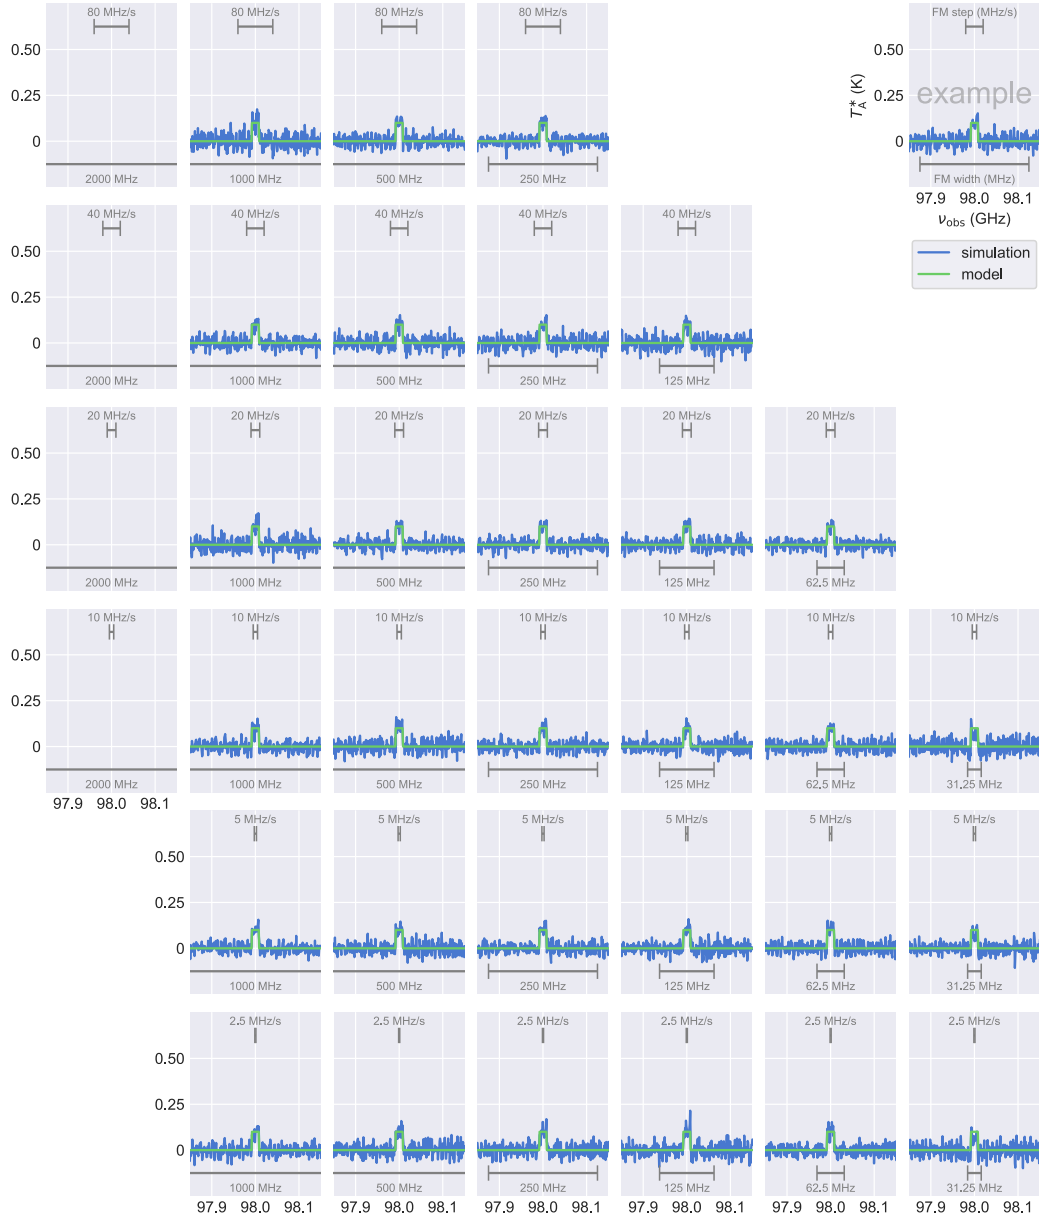 80 MHz/s 80 MHz/s 80 MHz/s 80 MHz/s FM step (MHz/s)
0.50 0.50
example
0.25 0.25
T*A (K)
0 0
2000 MHz 1000 MHz 500 MHz 250 MHz FM width (MHz)
97.9 98.0 98.1
νobs (GHz)
40 MHz/s 40 MHz/s 40 MHz/s 40 MHz/s 40 MHz/s
simulation
model
0.50
0.25
0
2000 MHz 1000 MHz 500 MHz 250 MHz 125 MHz
20 MHz/s 20 MHz/s 20 MHz/s 20 MHz/s 20 MHz/s 20 MHz/s
0.50
0.25
0
2000 MHz 1000 MHz 500 MHz 250 MHz 125 MHz 62.5 MHz
10 MHz/s 10 MHz/s 10 MHz/s 10 MHz/s 10 MHz/s 10 MHz/s 10 MHz/s
0.50
0.25
0
2000 MHz 1000 MHz 500 MHz 250 MHz 125 MHz 62.5 MHz 31.25 MHz
97.9 98.0 98.1
5 MHz/s 5 MHz/s 5 MHz/s 5 MHz/s 5 MHz/s 5 MHz/s
0.50
0.25
0
1000 MHz 500 MHz 250 MHz 125 MHz 62.5 MHz 31.25 MHz
2.5 MHz/s 2.5 MHz/s 2.5 MHz/s 2.5 MHz/s 2.5 MHz/s 2.5 MHz/s
0.50
0.25
0
1000 MHz 500 MHz 250 MHz 125 MHz 62.5 MHz 31.25 MHz
97.9 98.0 98.1 97.9 98.0 98.1 97.9 98.0 98.1 97.9 98.0 98.1 97.9 98.0 98.1 97.9 98.0 98.1